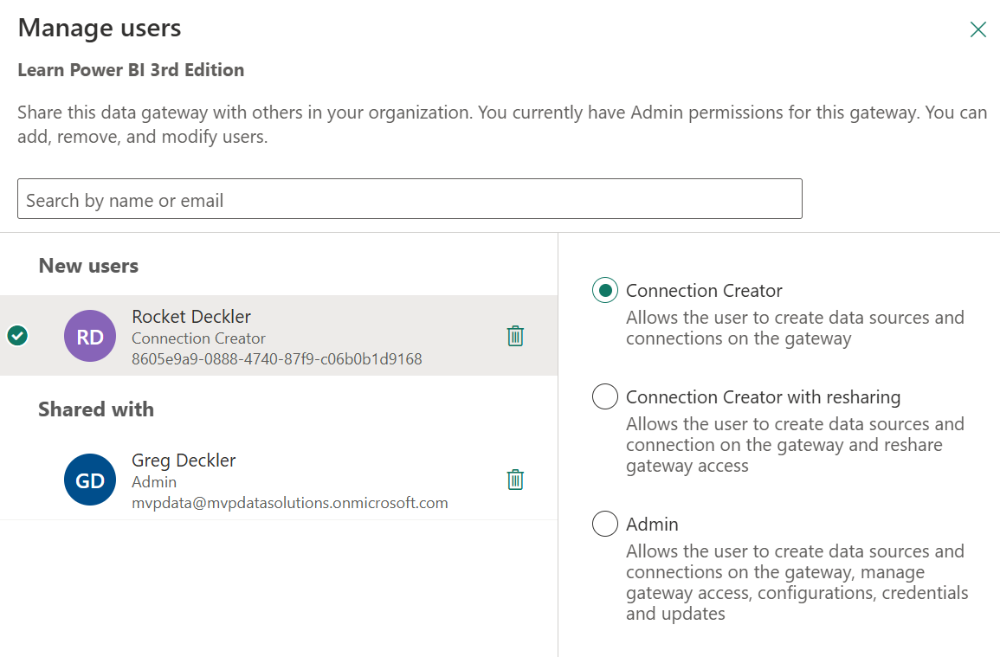 Manage users
Learn Power BI 3rd Edition
Share this data gateway with others in your organization. You currently have Admin permissions for this gateway. You can
add, remove, and modify users.
Search by name or email
New users
RD
Rocket Deckler
Connection Creator
8605e9a9-0888-4740-87f9-c06b0b1d9168
Shared with
GD
Greg Deckler
Admin
mvpdata@mvpdatasolutions.onmicrosoft.com
Connection Creator
Allows the user to create data sources and
connections on the gateway
Connection Creator with resharing
Allows the user to create data sources and
connection on the gateway and reshare
gateway access
Admin
Allows the user to create data sources and
connections on the gateway, manage
gateway access, configurations, credentials
and updates